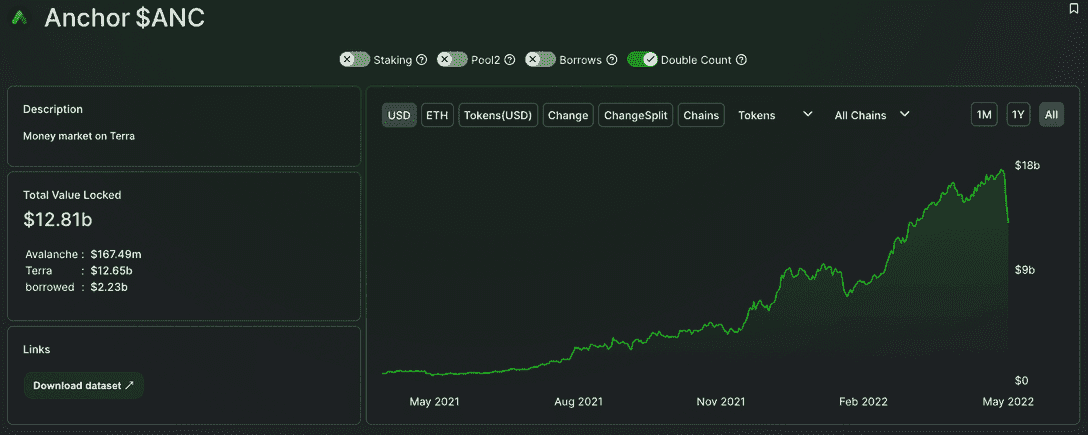 Anchor $ANC
Staking
Pool2
Borrows
Double Count
Description
Money market on Terra
Total Value Locked
$12.81b
Avalanche : $167.49m
Terra : $12.65b
borrowed : $2.23b
Links
Download dataset ↗
USD ETH Tokens(USD) Change ChangeSplit Chains Tokens All Chains 1M 1Y All
$18b
$9b
$0
May 2021 Aug 2021 Nov 2021 Feb 2022 May 2022